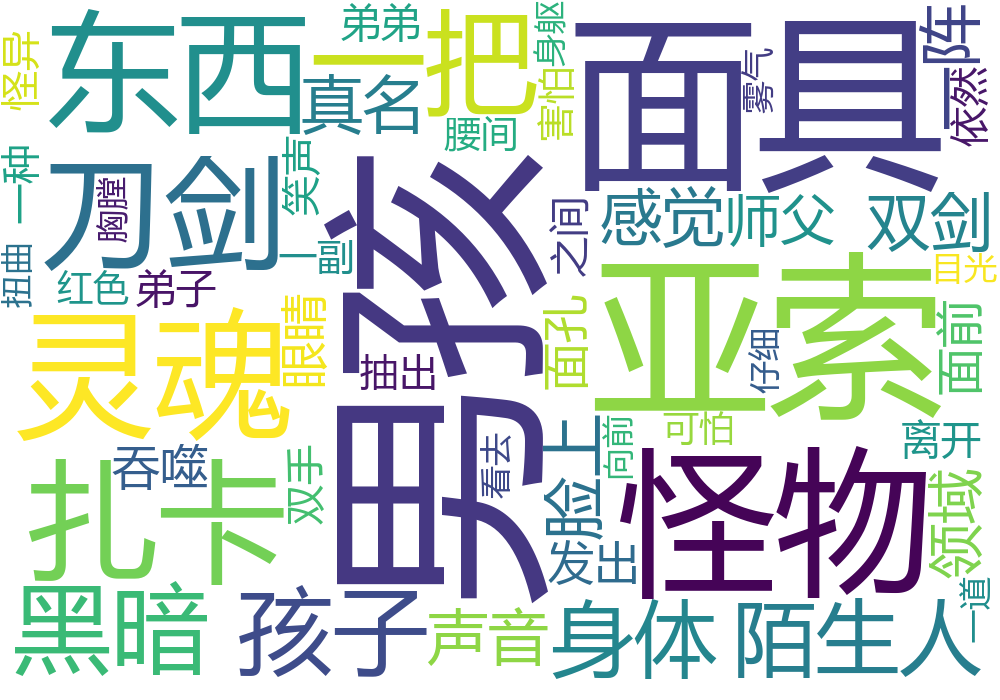 怪异
东西
一把
弟弟
身躯
面具
阵阵
真名
腰间
害怕
雾气
依然
一种
刀剑
胸膛
笑声
男孩
之间
感觉
师父
双剑
扭曲
红色
弟子
一副
亚索
目光
灵魂
眼睛
抽出
面孔
仔细
面前
吞噬
看去
脸上
向前
可怕
离开
扎卡
双手
怪物
领域
发出
黑暗
孩子
声音
身体
陌生人
一道